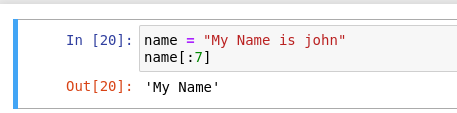 In [20]: name = "My Name is john"
name[:7]
Out[20]: 'My Name'